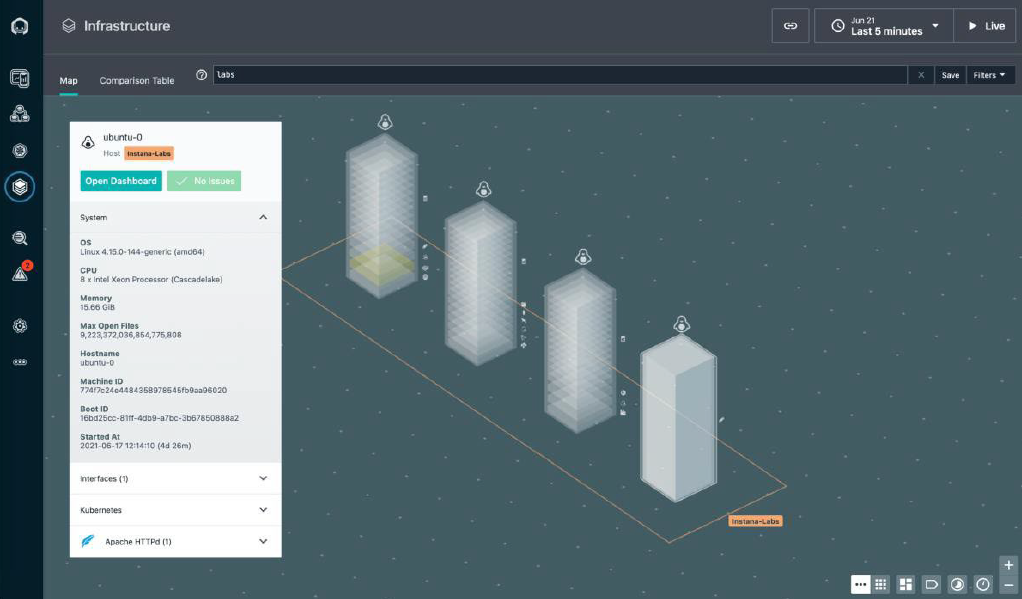 Infrastructure
Jun 21
Last 5 minutes
Live
Map
Comparison Table
labs
X
Save
Filters
ubuntu-0
Host Instana-Labs
Open Dashboard
No Issues
System
OS
Linux 4.15.0-144-generic (amd64)
CPU
8 x Intel Xeon Processor (Cascadelake)
Memory
15.66 GiB
Max Open Files
9,223,372,036,854,775,808
Hostname
ubuntu-0
Machine ID
Boot ID
16bd25cc-81ff-4db9-a7bc-3b67850888a2
Started At
2021-06-17 12:14:10 (4d 26m)
Interfaces (1)
Kubernetes
Apache HTTPd (1)
2
Instana-Labs